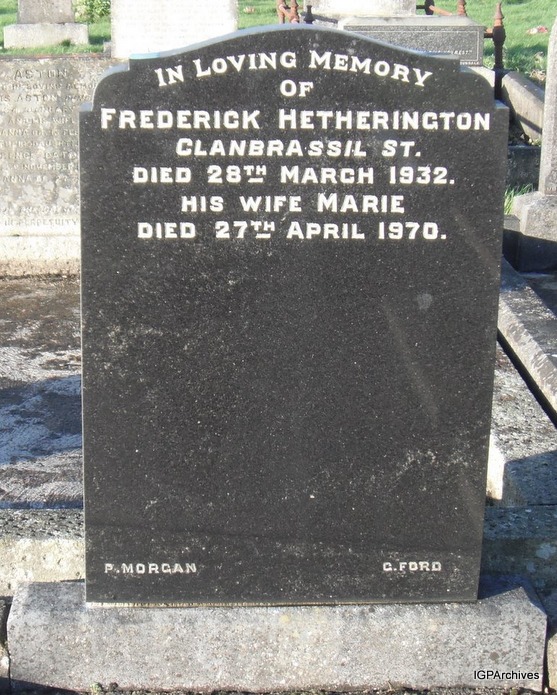 IN LOVING MEMORY
OF
FREDERICK HETHERINGTON
CLANBRASSIL ST.
DIED 28TH MARCH 1932.
HIS WIFE MARIE
DIED 27TH APRIL 1970.
P. MORGAN
G. FORD
ASTON
IGPArchives